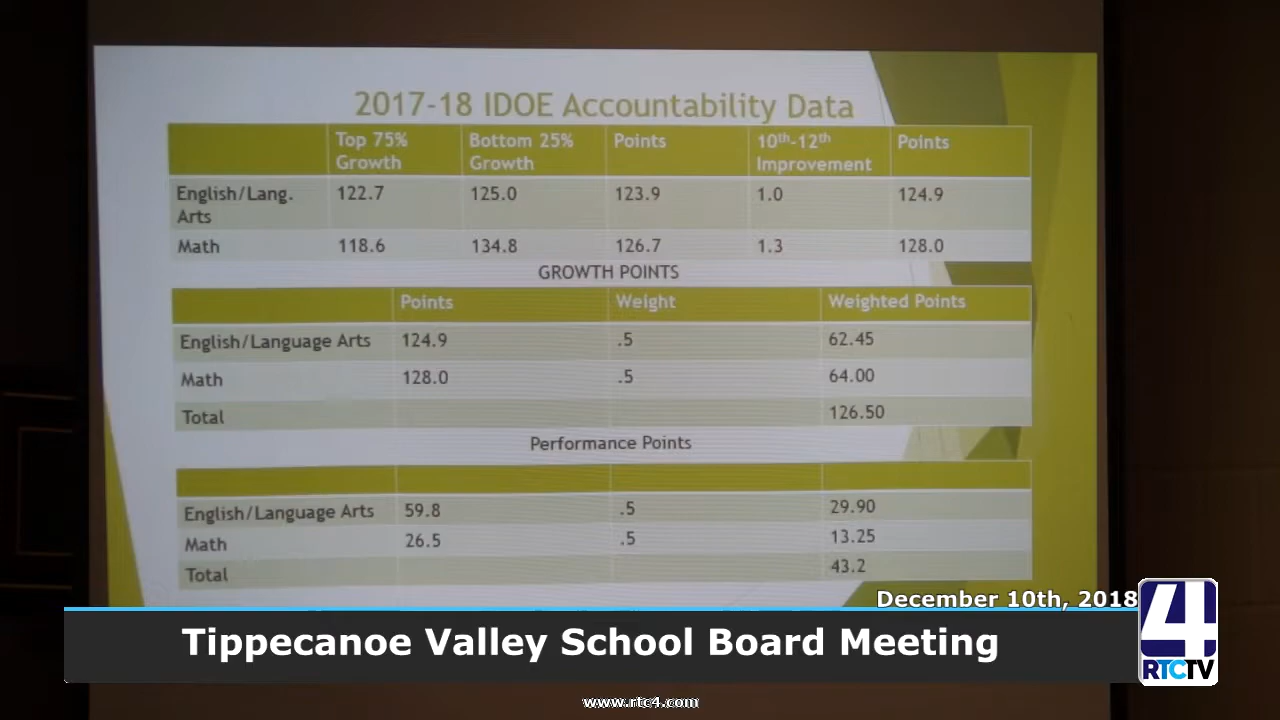 2017-18 IDOE Accountability Data
Top 75% Growth Bottom 25% Growth Points 10th-12th Improvement Points
English/Lang. Arts 122.7 125.0 123.9 1.0 124.9
Math 118.6 134.8 126.7 1.3 128.0
GROWTH POINTS
Points Weight Weighted Points
English/Language Arts 124.9 .5 62.45
Math 128.0 .5 64.00
Total 126.50
Performance Points
English/Language Arts 59.8 .5 29.90
Math 26.5 .5 13.25
Total 43.2
December 10th, 2018
Tippecanoe Valley School Board Meeting
4
RTCTV
www.rtc4.com